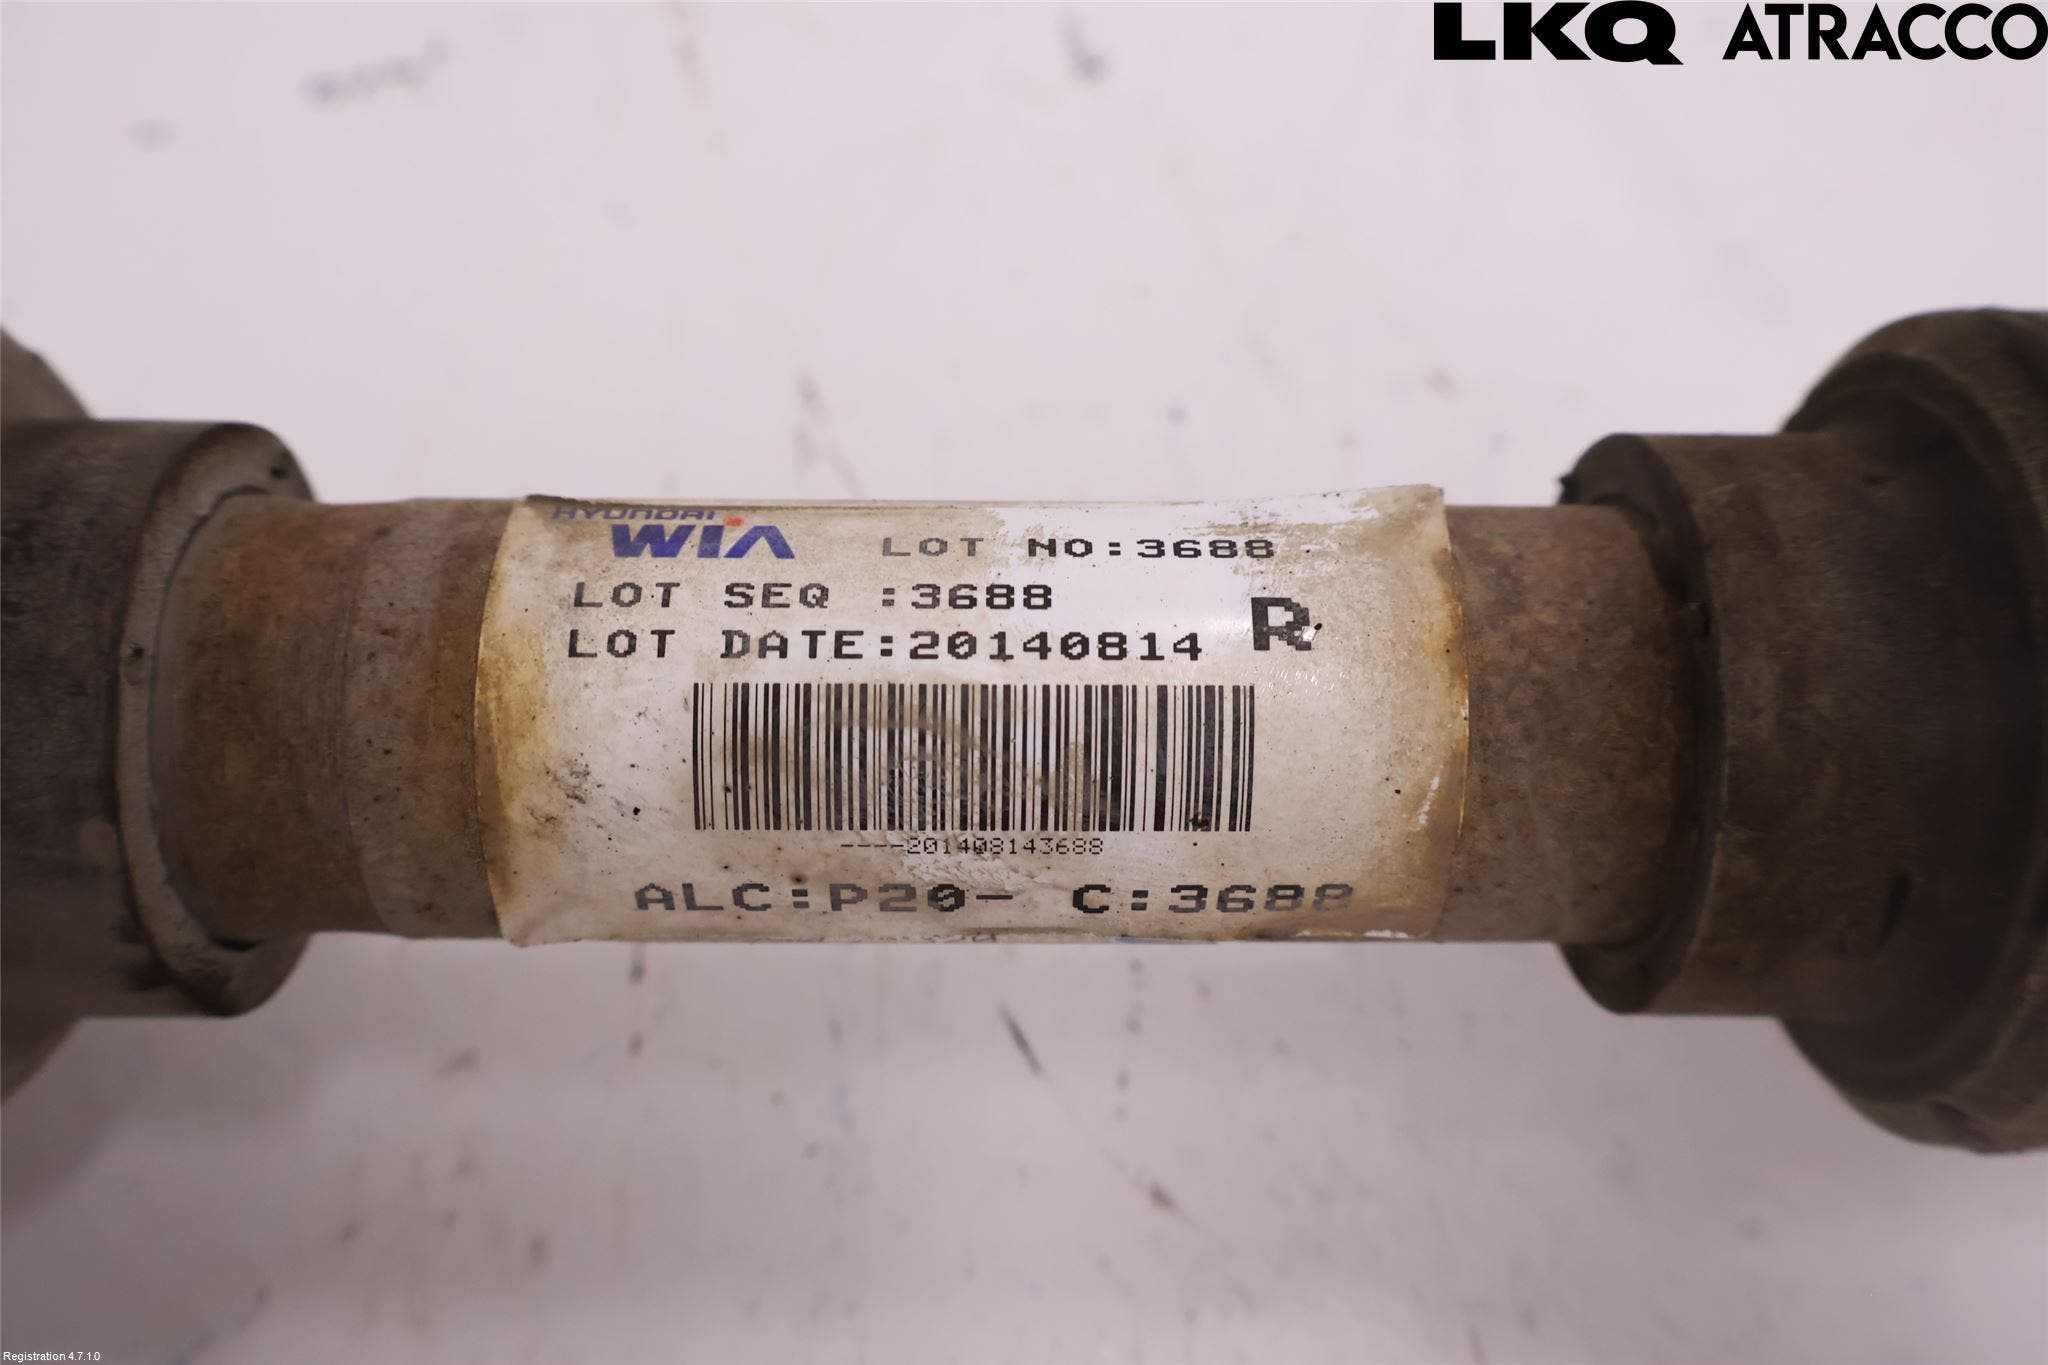 LKQ ATRACCO
HYUNDAI
WIA LOT NO:3688
LOT SEQ :3688
LOT DATE:20140814 R
----201408143688
ALC:P20- C:3688
Registration 4.7.1.0